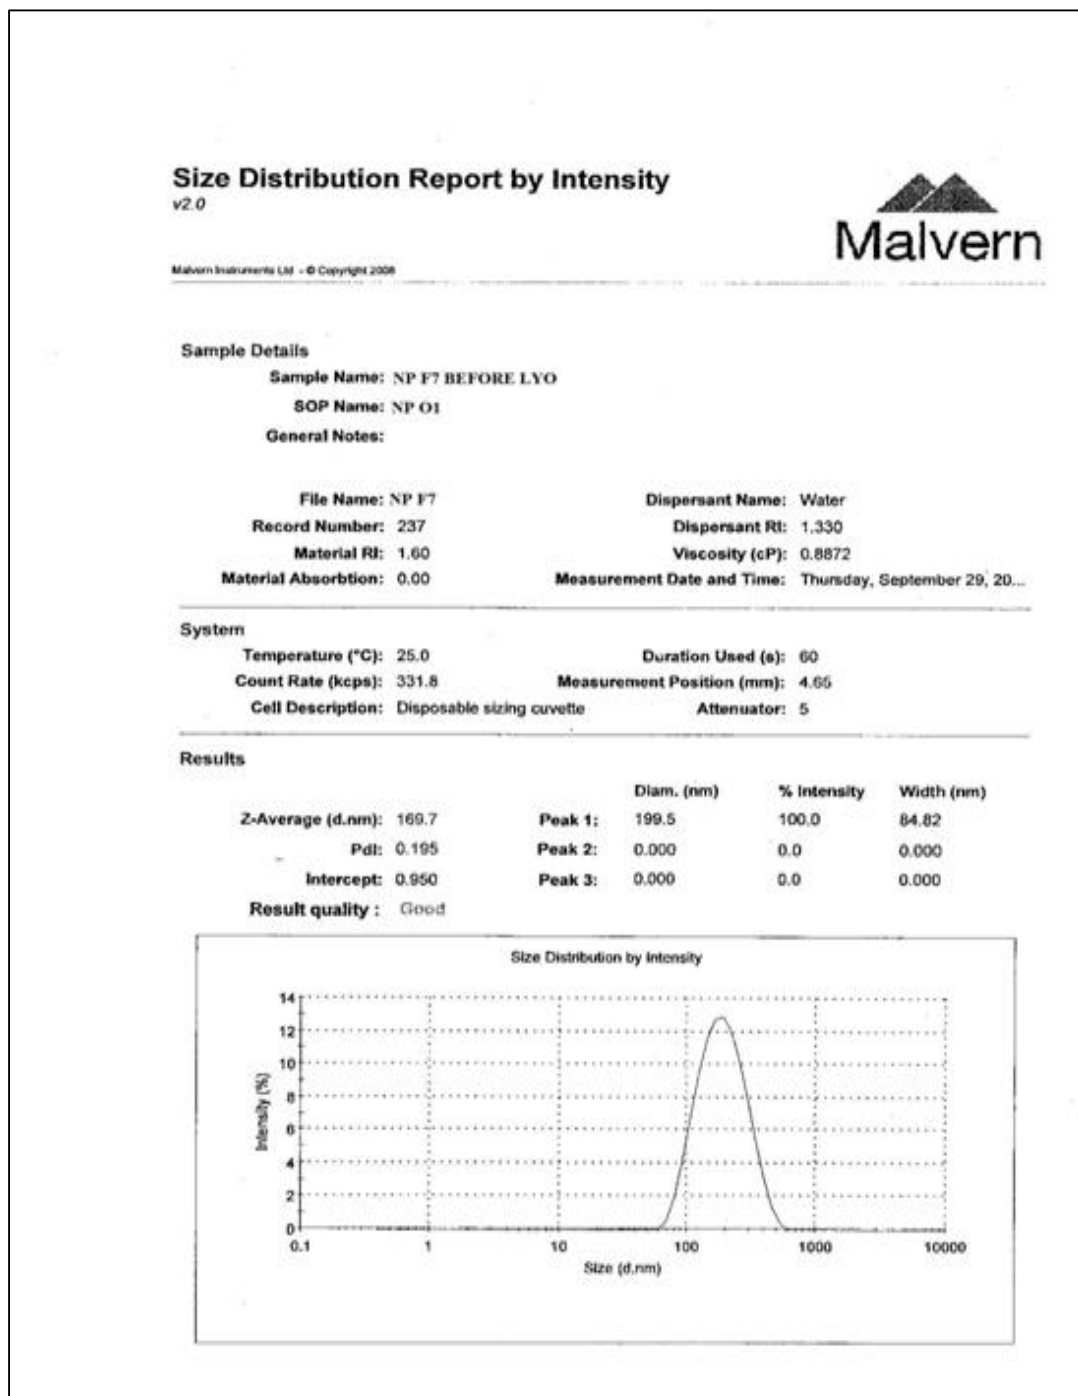 Size Distribution Report by Intensity
v2.0
Malvern
Malvern Instruments Ltd - © Copyright 2008
Sample Details
Sample Name: NP F7 BEFORE LYO
SOP Name: NP O1
General Notes:
File Name: NP F7 Dispersant Name: Water
Record Number: 237 Dispersant RI: 1.330
Material RI: 1.60 Viscosity (cP): 0.8872
Material Absorbtion: 0.00 Measurement Date and Time: Thursday, September 29, 20...
System
Temperature (°C): 25.0 Duration Used (s): 60
Count Rate (kcps): 331.8 Measurement Position (mm): 4.65
Cell Description: Disposable sizing cuvette Attenuator: 5
Results
Diam. (nm) % Intensity Width (nm)
Z-Average (d.nm): 169.7 Peak 1: 199.5 100.0 84.82
PdI: 0.195 Peak 2: 0.000 0.0 0.000
Intercept: 0.950 Peak 3: 0.000 0.0 0.000
Result quality : Good
Size Distribution by Intensity
14
12
10
8
6
4
2
0
Intensity (%)
0.1 1 10 100 1000 10000
Size (d.nm)